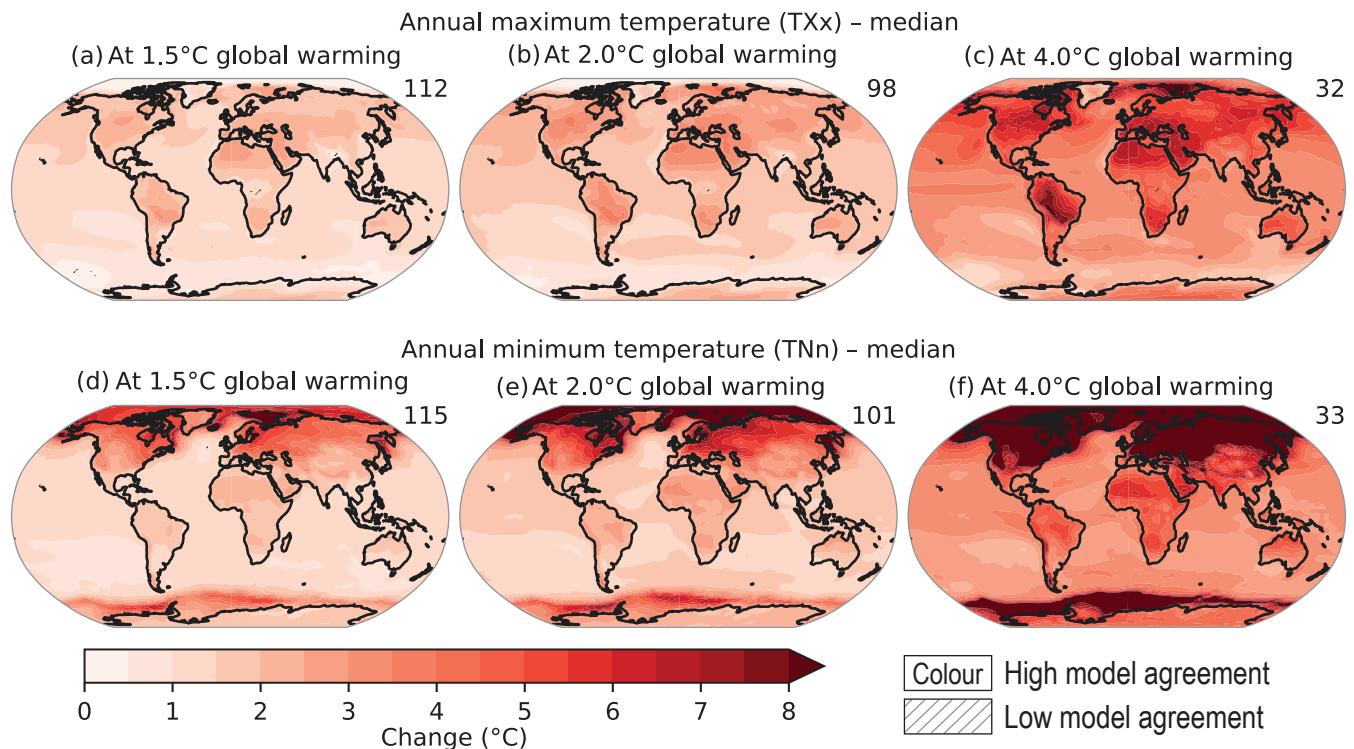 Annual maximum temperature (TXx) – median
(a) At 1.5°C global warming
112
(b) At 2.0°C global warming
98
(c) At 4.0°C global warming
32
Annual minimum temperature (TNn) – median
(d) At 1.5°C global warming
115
(e) At 2.0°C global warming
101
(f) At 4.0°C global warming
33
0 1 2 3 4 5 6 7 8
Change (°C)
Colour High model agreement
Low model agreement